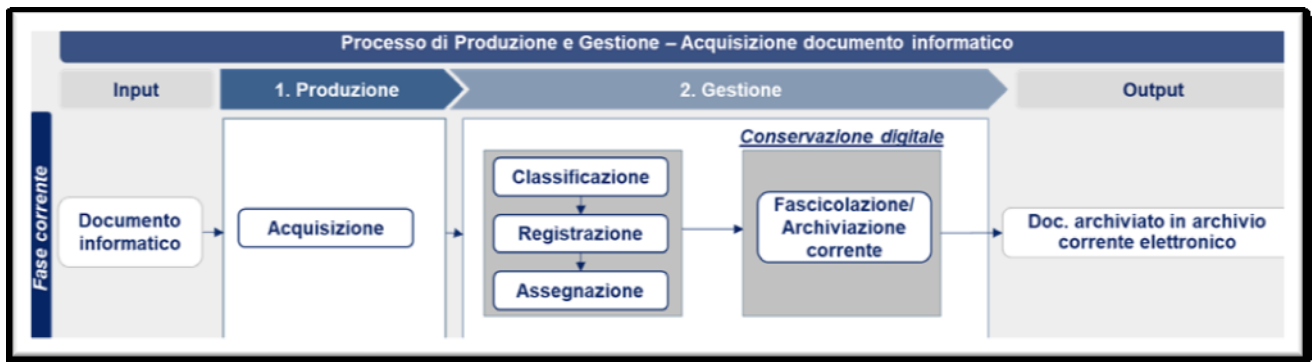 Processo di Produzione e Gestione – Acquisizione documento informatico
Input
1. Produzione
2. Gestione
Output
Fase corrente
Documento
informatico
Acquisizione
Classificazione
Registrazione
Assegnazione
Conservazione digitale
Fascicolazione/
Archiviazione
corrente
Doc. archiviato in archivio
corrente elettronico